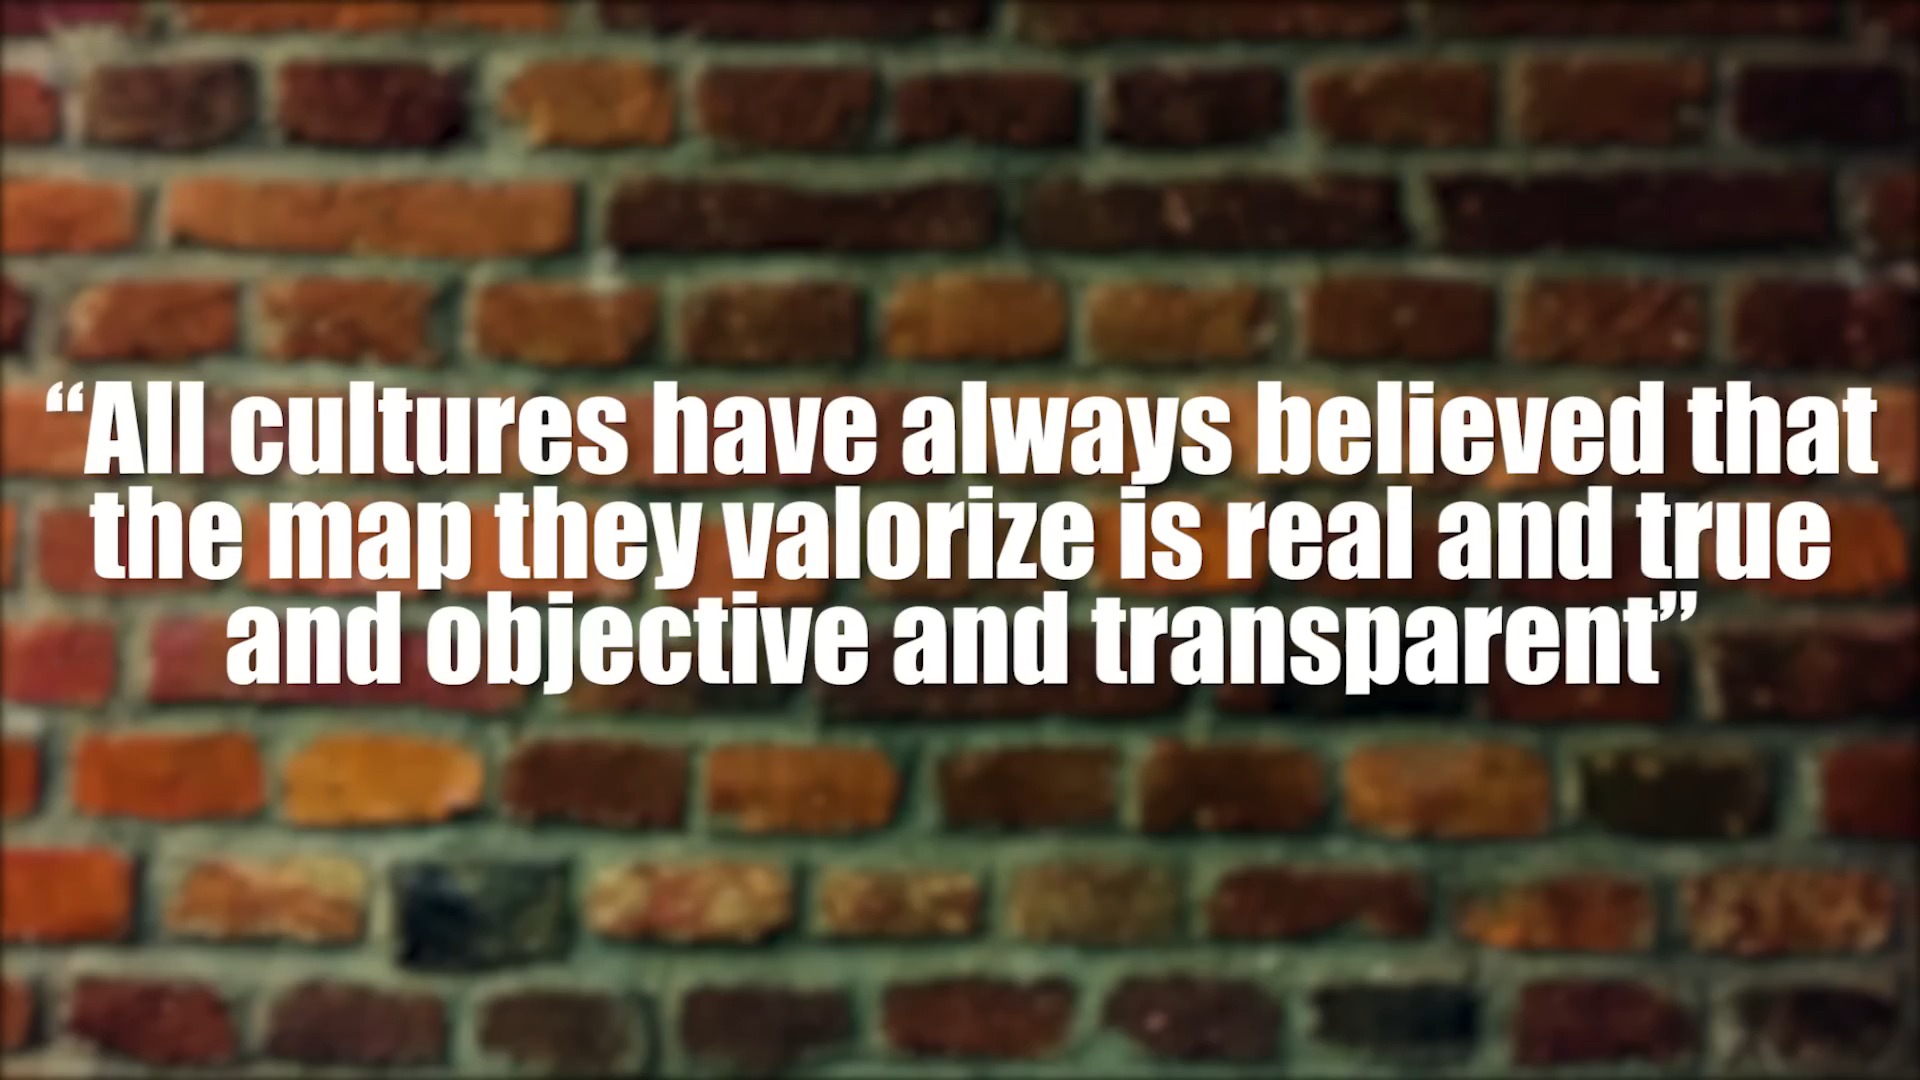 “All cultures have always believed that
the map they valorize is real and true
and objective and transparent”